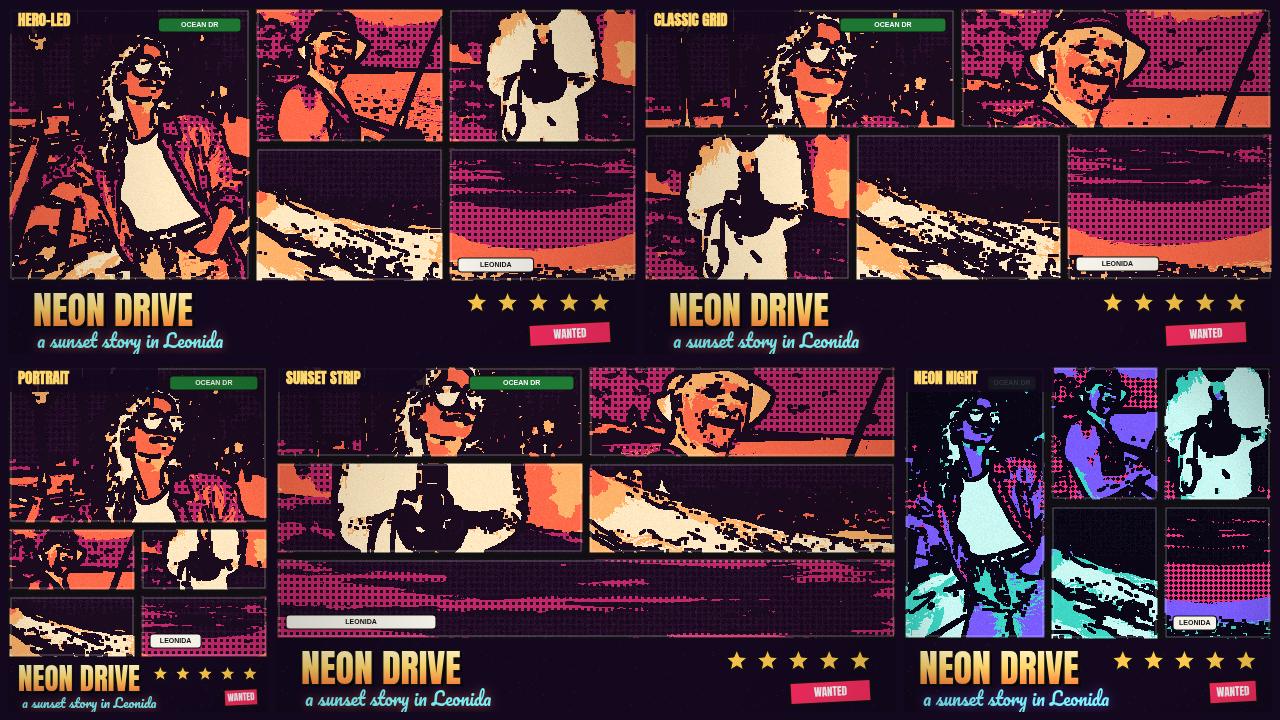 HERO-LED
OCEAN DR
LEONIDA
NEON DRIVE
a sunset story in Leonida
WANTED
CLASSIC GRID
OCEAN DR
LEONIDA
NEON DRIVE
a sunset story in Leonida
WANTED
PORTRAIT
OCEAN DR
LEONIDA
NEON DRIVE
a sunset story in Leonida
WANTED
SUNSET STRIP
OCEAN DR
LEONIDA
NEON DRIVE
a sunset story in Leonida
WANTED
NEON NIGHT
OCEAN DR
LEONIDA
NEON DRIVE
a sunset story in Leonida
WANTED